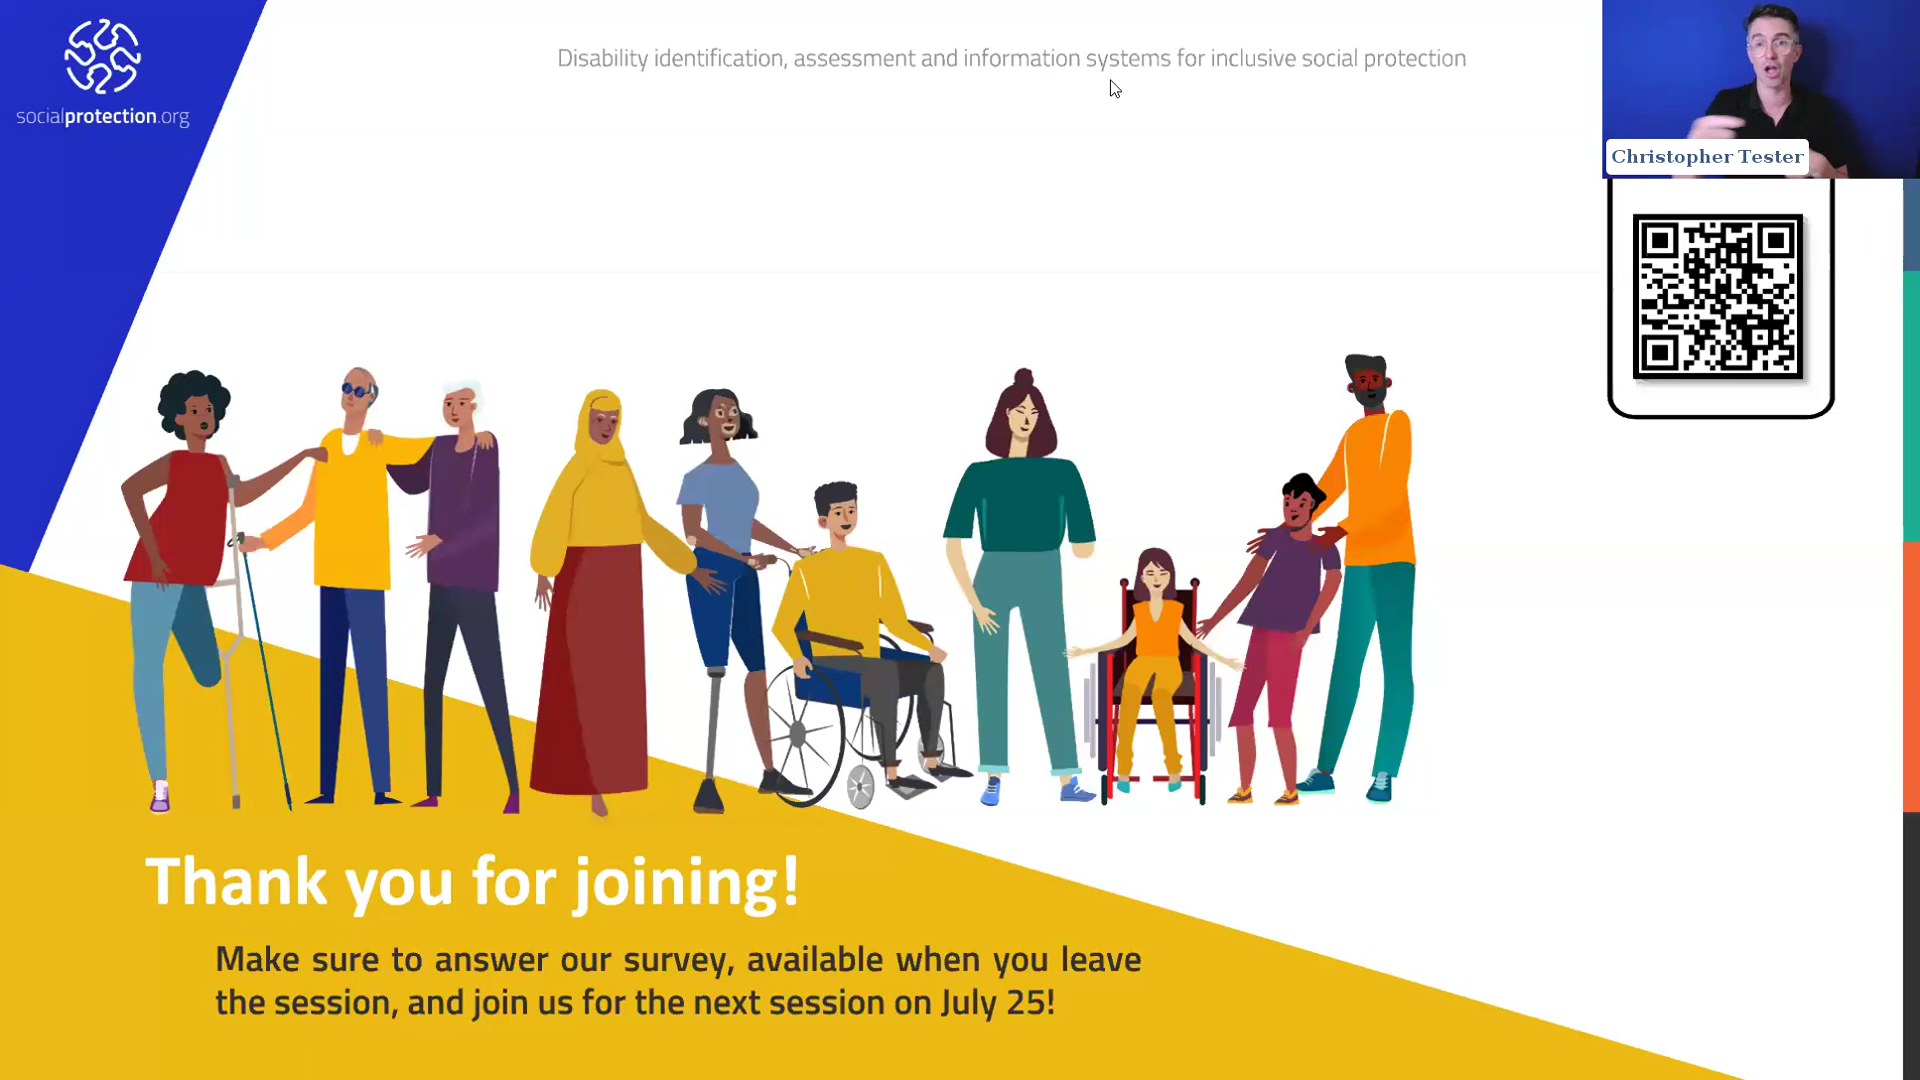 socialprotection.org
Disability identification, assessment and information systems for inclusive social protection
Christopher Tester
Thank you for joining!
Make sure to answer our survey, available when you leave
the session, and join us for the next session on July 25!